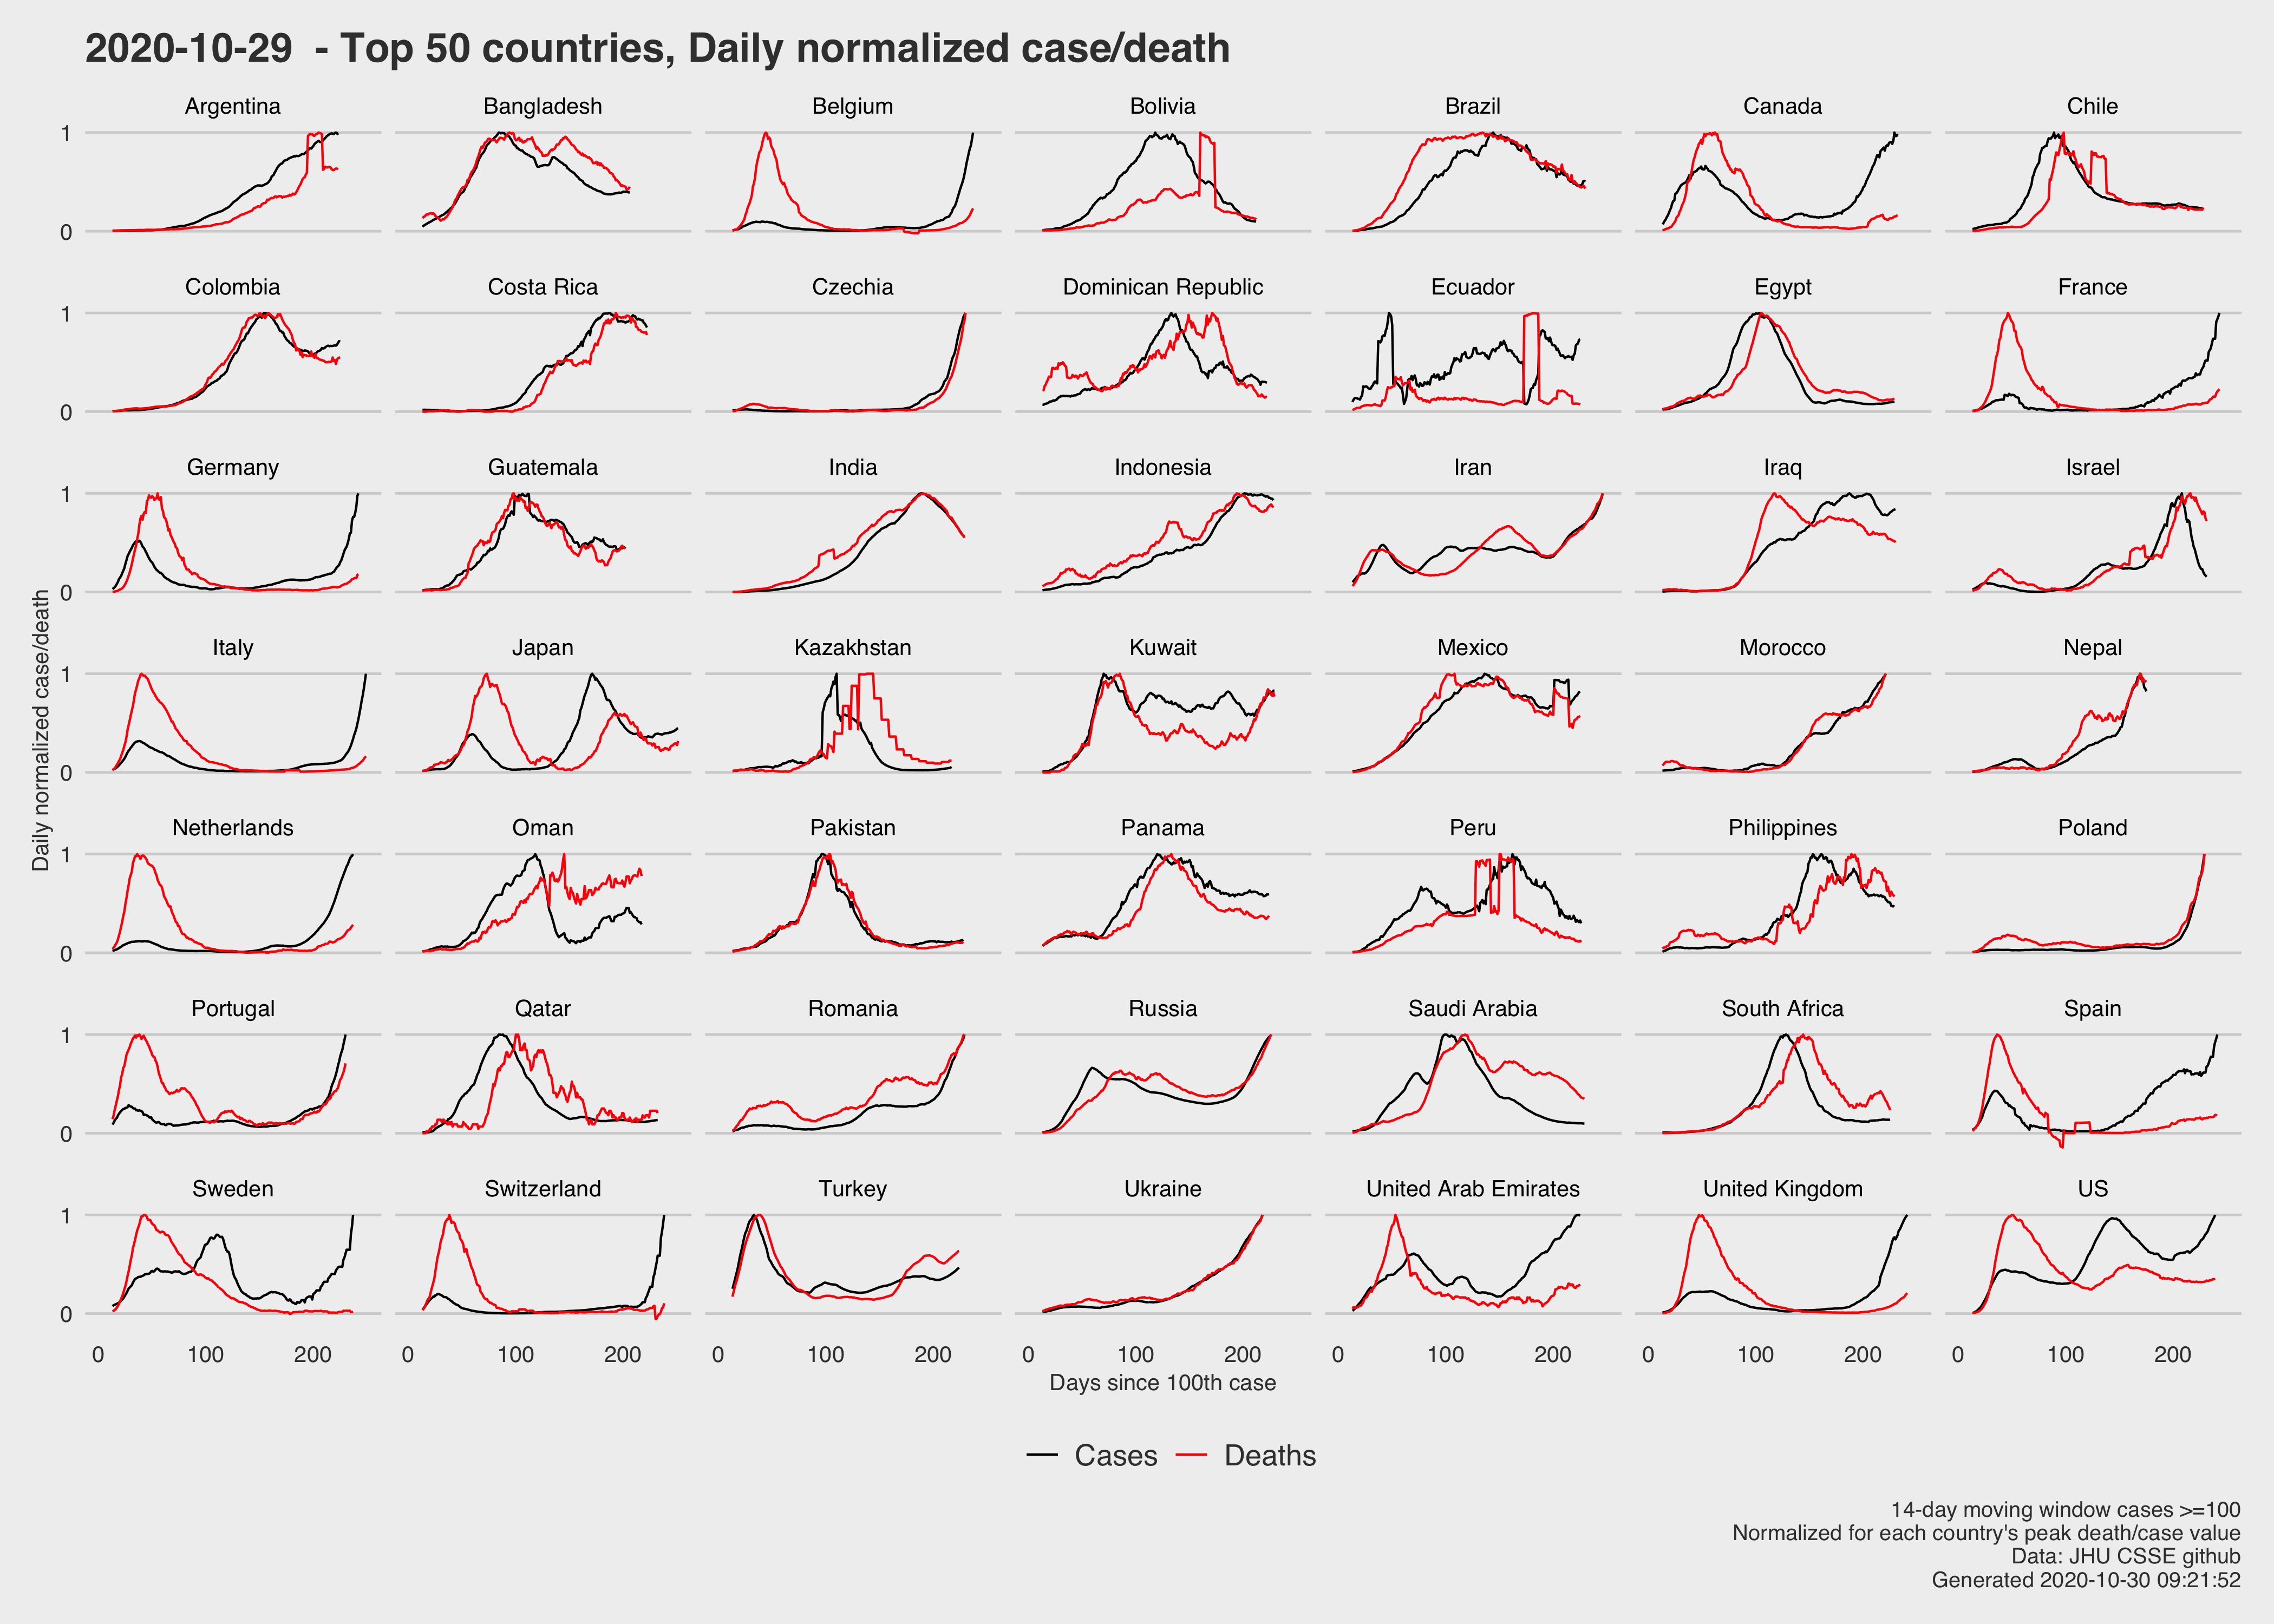 2020-10-29  - Top 50 countries, Daily normalized case/death
Argentina Bangladesh Belgium Bolivia Brazil Canada Chile
1
0
Colombia Costa Rica Czechia Dominican Republic Ecuador Egypt France
1
0
Germany Guatemala India Indonesia Iran Iraq Israel
1
0
Italy Japan Kazakhstan Kuwait Mexico Morocco Nepal
1
0
Netherlands Oman Pakistan Panama Peru Philippines Poland
1
0
Portugal Qatar Romania Russia Saudi Arabia South Africa Spain
1
0
Sweden Switzerland Turkey Ukraine United Arab Emirates United Kingdom US
1
0
Daily normalized case/death
0 100 200 0 100 200 0 100 200 0 100 200 0 100 200 0 100 200 0 100 200
Days since 100th case
Cases Deaths
14-day moving window cases >=100
Normalized for each country's peak death/case value
Data: JHU CSSE github
Generated 2020-10-30 09:21:52